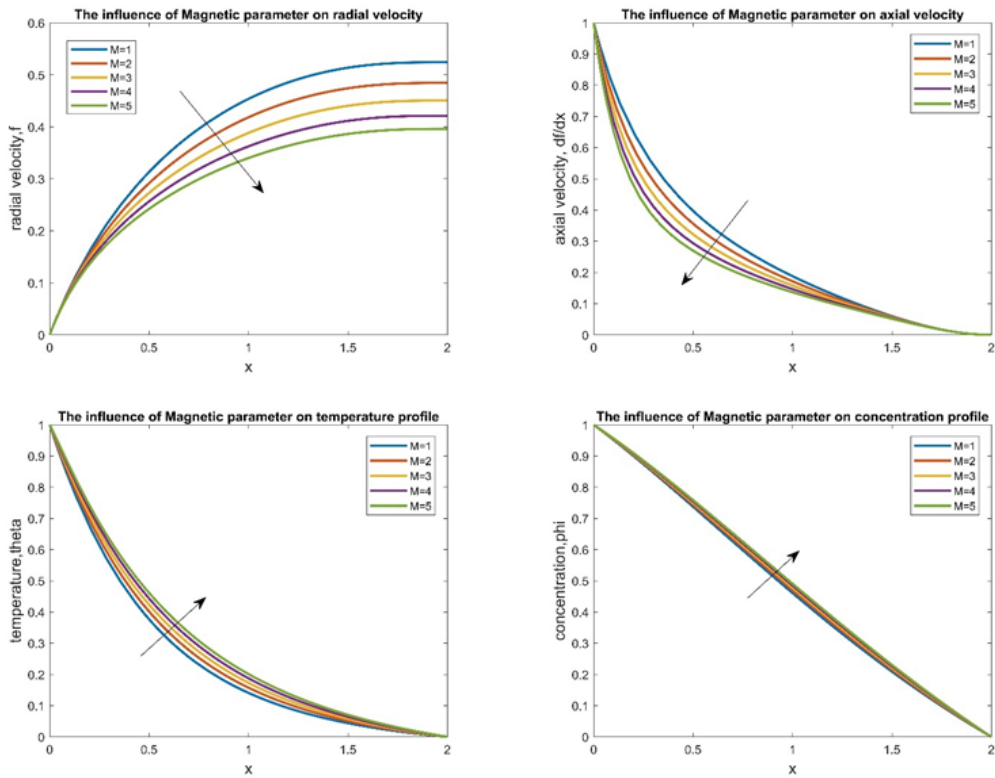 The influence of Magnetic parameter on radial velocity
0.6
0.5
0.4
0.3
0.2
0.1
0
radial velocity,f
M=1
M=2
M=3
M=4
M=5
0 0.5 1 1.5 2
x
The influence of Magnetic parameter on axial velocity
1
0.9
0.8
0.7
0.6
0.5
0.4
0.3
0.2
0.1
0
axial velocity, df/dx
M=1
M=2
M=3
M=4
M=5
0 0.5 1 1.5 2
x
The influence of Magnetic parameter on temperature profile
1
0.9
0.8
0.7
0.6
0.5
0.4
0.3
0.2
0.1
0
temperature,theta
M=1
M=2
M=3
M=4
M=5
0 0.5 1 1.5 2
x
The influence of Magnetic parameter on concentration profile
1
0.9
0.8
0.7
0.6
0.5
0.4
0.3
0.2
0.1
0
concentration,phi
M=1
M=2
M=3
M=4
M=5
0 0.5 1 1.5 2
x